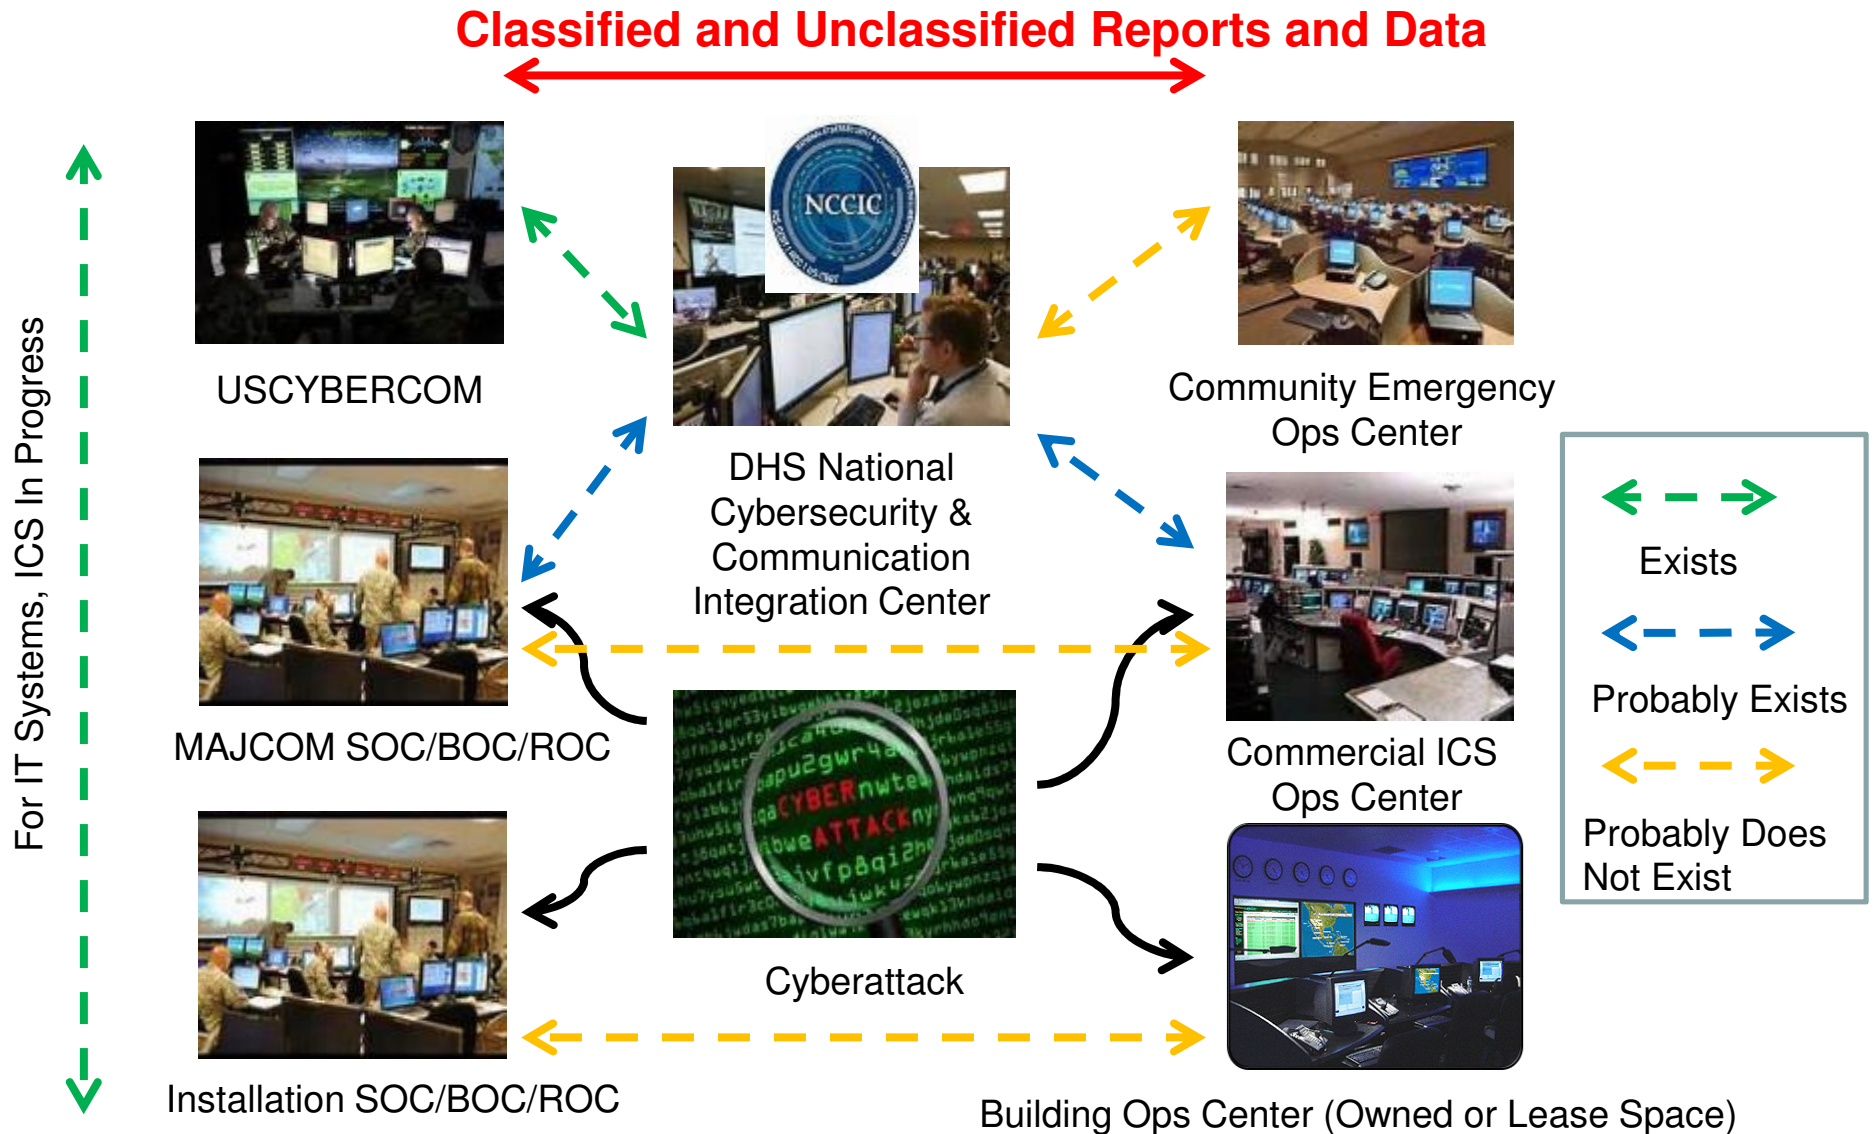 Classified and Unclassified Reports and Data
For IT Systems, ICS In Progress
NCCIC
USCYBERCOM
Community Emergency
Ops Center
DHS National
Cybersecurity &
Communication
Integration Center
Exists
Probably Exists
Probably Does
Not Exist
MAJCOM SOC/BOC/ROC
Commercial ICS
Ops Center
CYBER
ATTACK
Cyberattack
Installation SOC/BOC/ROC
Building Ops Center (Owned or Lease Space)